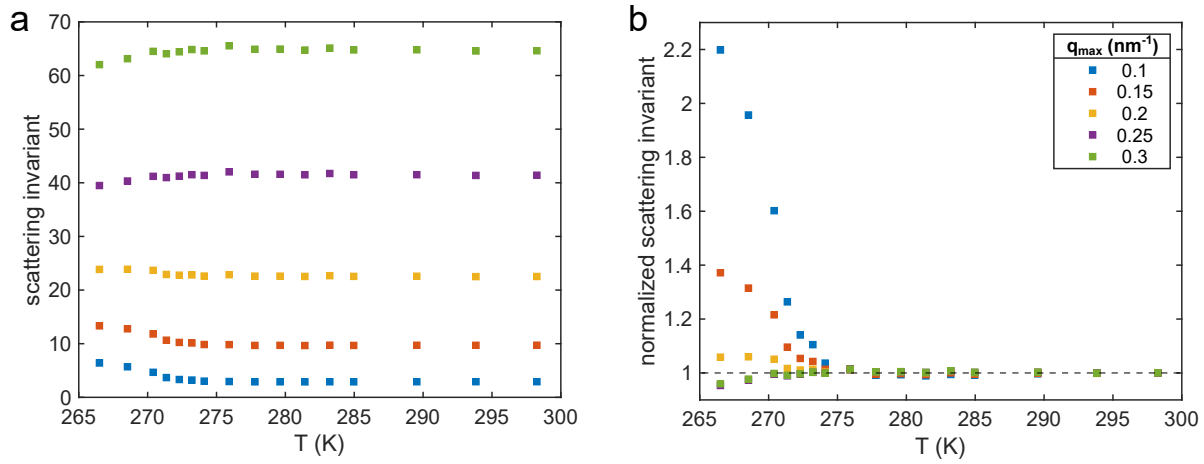 a
70
60
50
40
30
20
10
0
scattering invariant
265 270 275 280 285 290 295 300
T (K)
b
2.2
2
1.8
1.6
1.4
1.2
1
normalized scattering invariant
265 270 275 280 285 290 295 300
T (K)
qmax (nm-1)
0.1
0.15
0.2
0.25
0.3